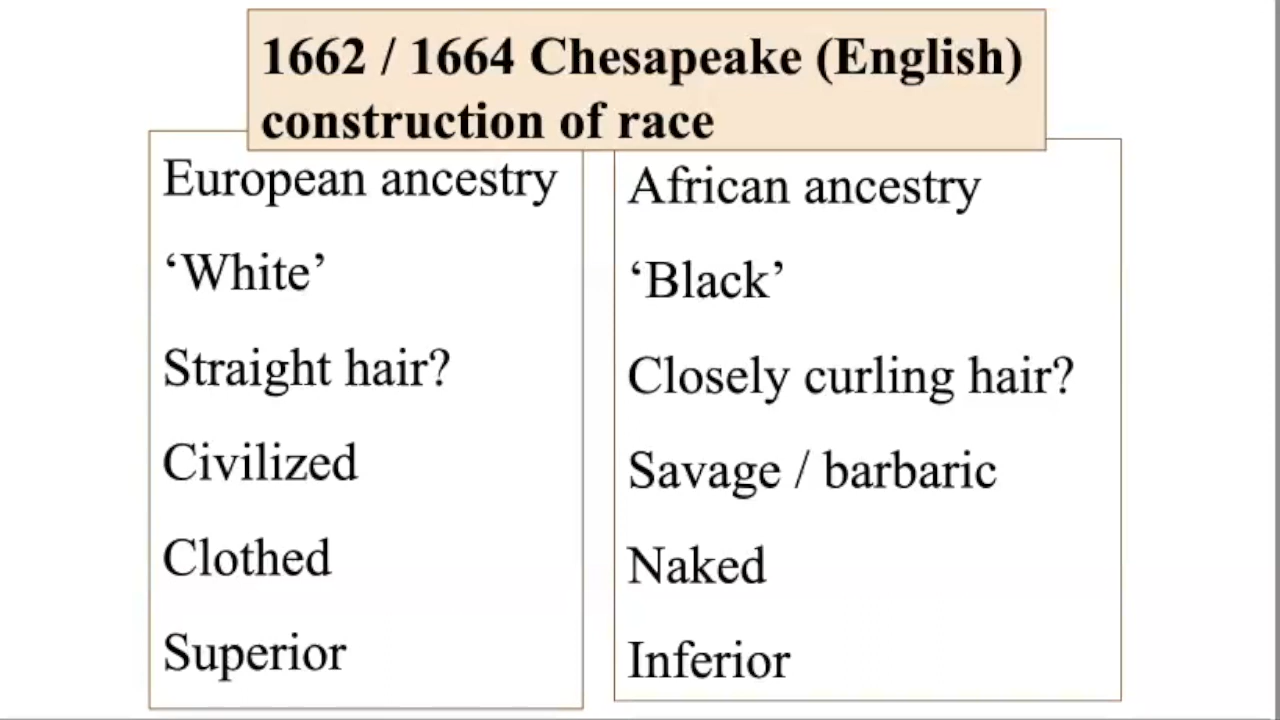 1662 / 1664 Chesapeake (English)
construction of race
European ancestry
‘White’
Straight hair?
Civilized
Clothed
Superior
African ancestry
‘Black’
Closely curling hair?
Savage / barbaric
Naked
Inferior